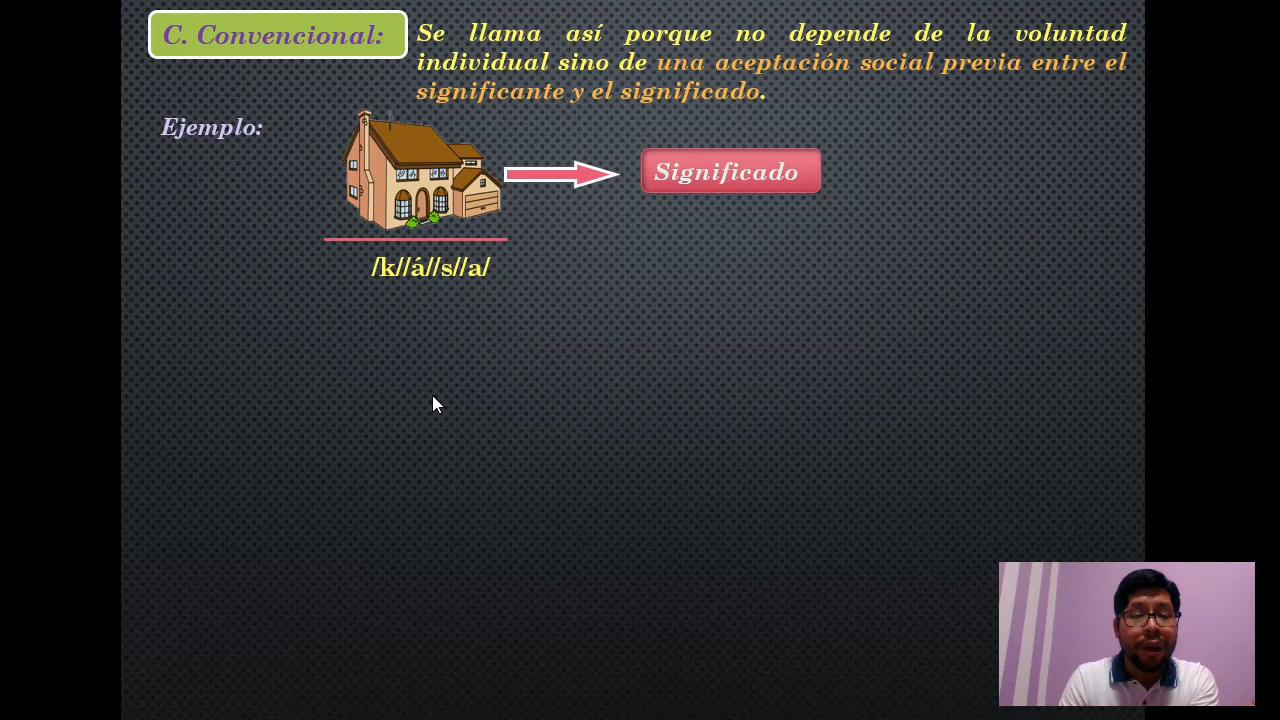 C. Convencional:
Se llama así porque no depende de la voluntad
individual sino de una aceptación social previa entre el
significante y el significado.
Ejemplo:
Significado
/k//á//s//a/